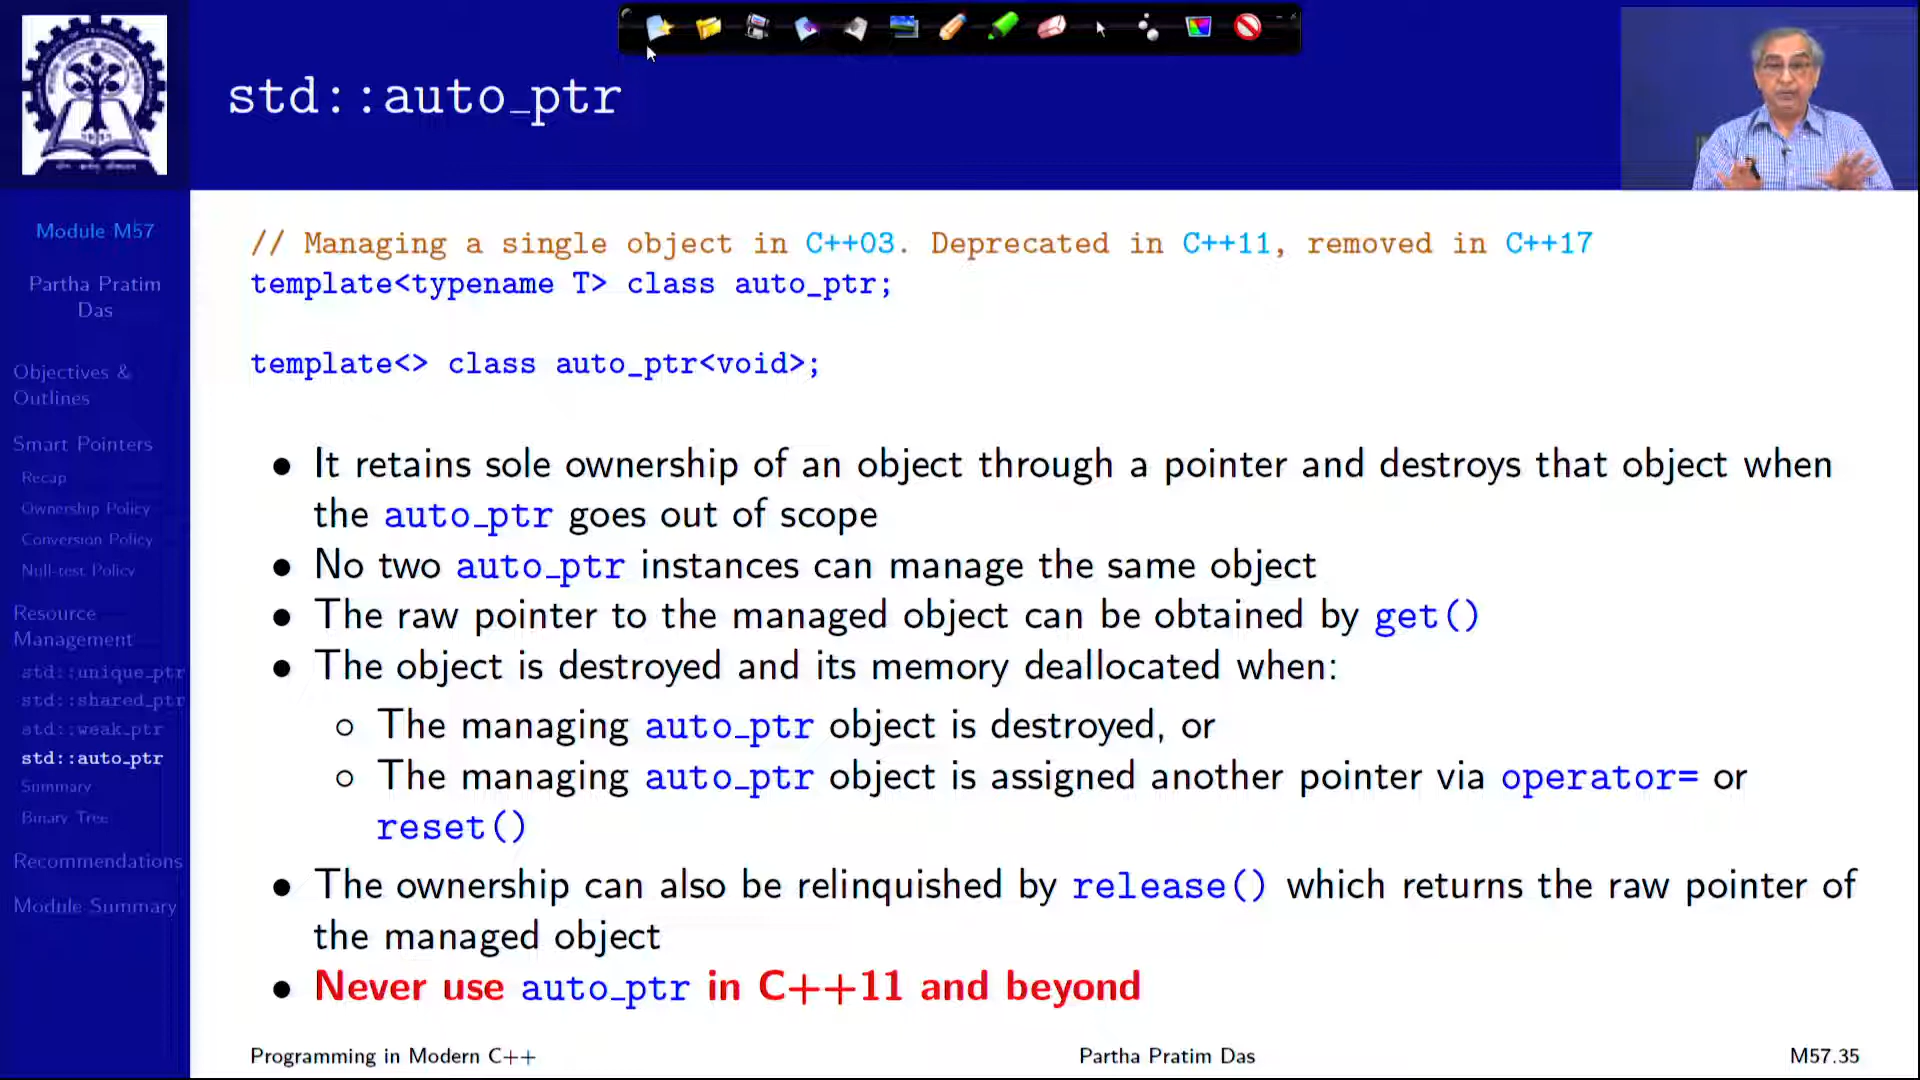 std::auto_ptr
Module M57
Partha Pratim
Das
Objectives &
Outlines
Smart Pointers
Recap
Ownership Policy
Conversion Policy
Null-test Policy
Resource
Management
std::unique_ptr
std::shared_ptr
std::weak_ptr
std::auto_ptr
Summary
Binary Tree
Recommendations
Module Summary
// Managing a single object in C++03. Deprecated in C++11, removed in C++17
template<typename T> class auto_ptr;
template<> class auto_ptr<void>;
• It retains sole ownership of an object through a pointer and destroys that object when
the auto_ptr goes out of scope
• No two auto_ptr instances can manage the same object
• The raw pointer to the managed object can be obtained by get()
• The object is destroyed and its memory deallocated when:
◦ The managing auto_ptr object is destroyed, or
◦ The managing auto_ptr object is assigned another pointer via operator= or
reset()
• The ownership can also be relinquished by release() which returns the raw pointer of
the managed object
• Never use auto_ptr in C++11 and beyond
Programming in Modern C++
Partha Pratim Das
M57.35